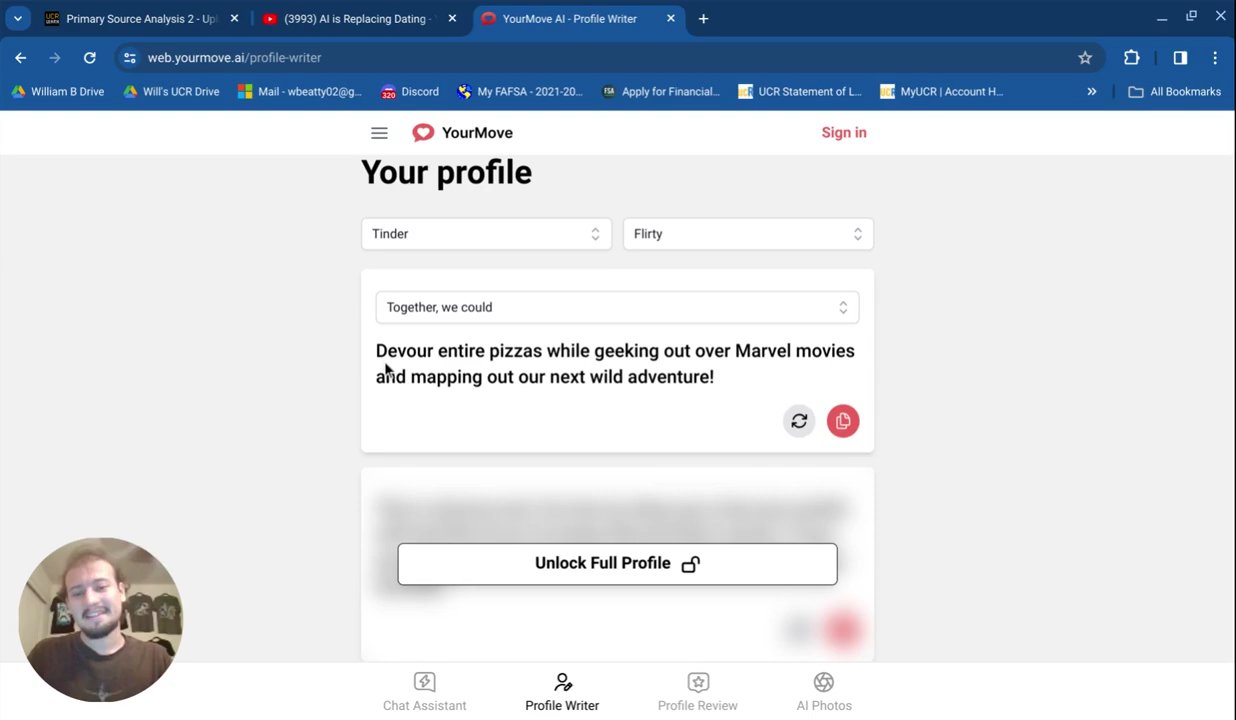 Primary Source Analysis 2 - Upl
(3993) AI is Replacing Dating -
YourMove AI - Profile Writer
web.yourmove.ai/profile-writer
William B Drive
Will's UCR Drive
Mail - wbeatty02@g...
320
Discord
My FAFSA - 2021-20...
FSA
Apply for Financial...
UCR Statement of L...
MyUCR | Account H...
All Bookmarks
YourMove
Sign in
Your profile
Tinder
Flirty
Together, we could
Devour entire pizzas while geeking out over Marvel movies
and mapping out our next wild adventure!
Unlock Full Profile
Chat Assistant
Profile Writer
Profile Review
AI Photos